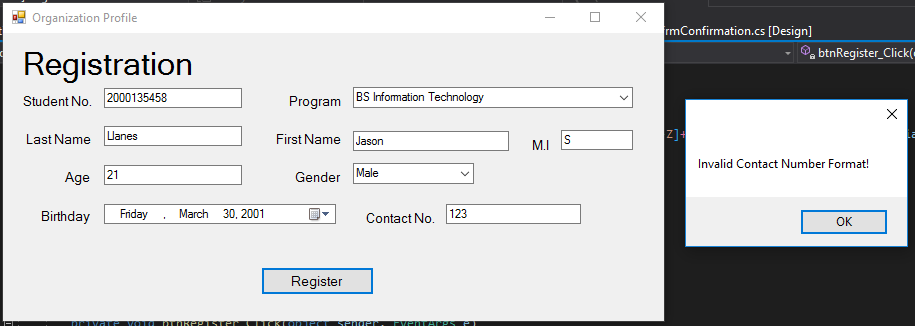 Organization Profile
rmConfirmation.cs [Design]
btnRegister_Click(
Registration
Student No. 2000135458 Program BS Information Technology
Last Name Llanes First Name Jason M.I S
Z]+
Invalid Contact Number Format!
Age 21 Gender Male
Birthday Friday , March 30, 2001 Contact No. 123
OK
Register
private void btnRegister_Click(object sender, EventArgs e)